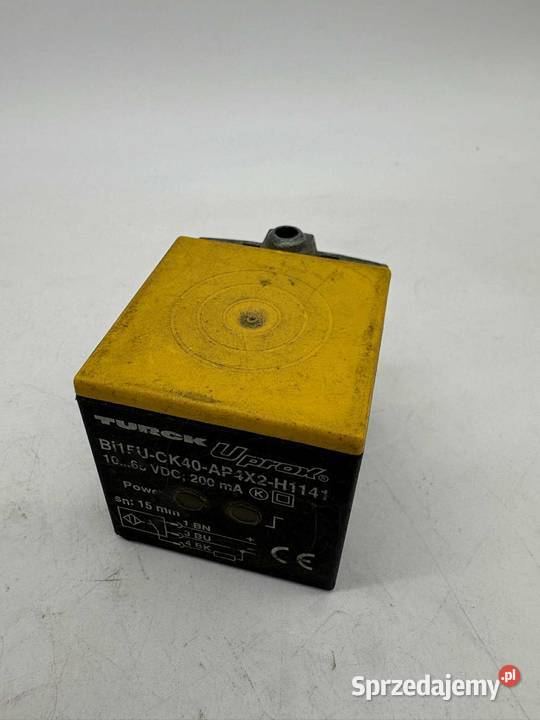 TURCK Uprox®
Bi15U-CK40-AP4X2-H1141
10...65 VDC; 200 mA K
Power
sn: 15 mm
1 BN +
3 BU -
4 BK
CE
Sprzedajemy.pl